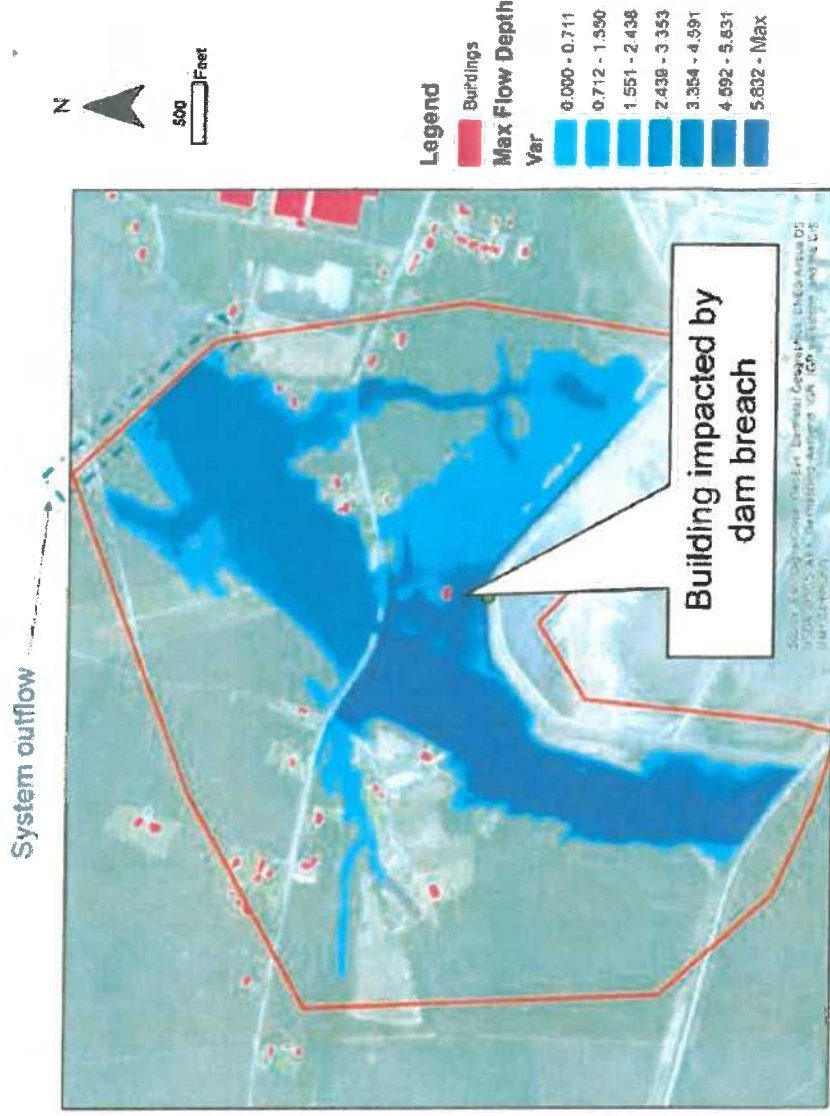 System outflow
N
500
Feet
Legend
Buildings
Max Flow Depth
Var
0.000 - 0.711
0.712 - 1.550
1.551 - 2.438
2.439 - 3.353
3.354 - 4.591
4.592 - 5.831
5.832 - Max
Building impacted by
dam breach